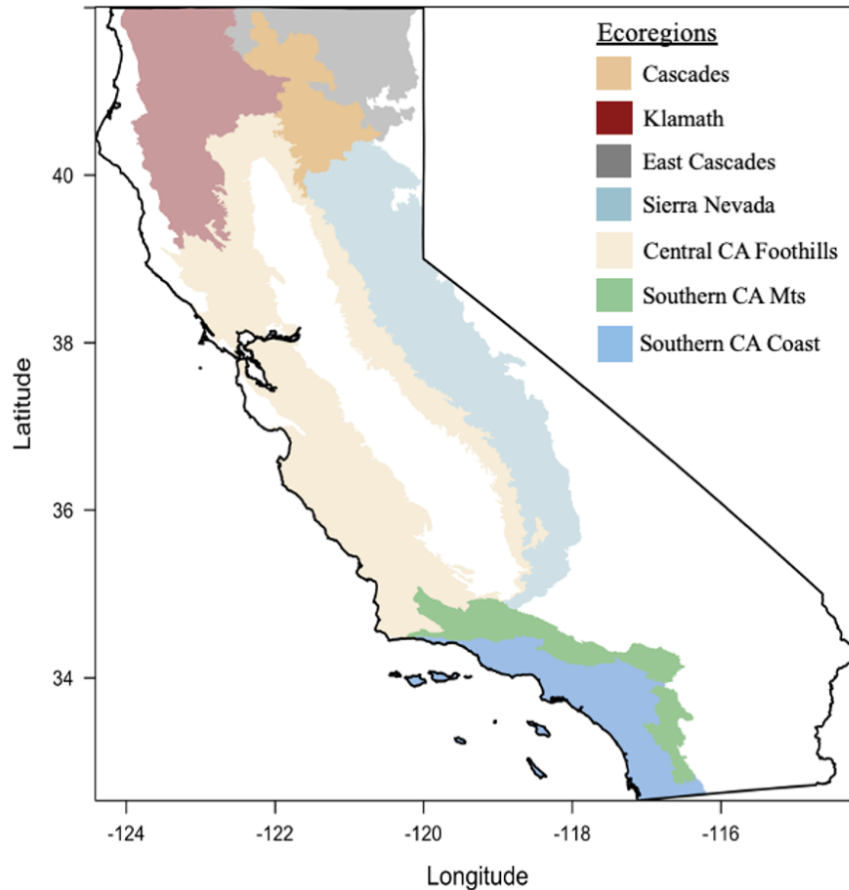 Ecoregions
Cascades
Klamath
East Cascades
Sierra Nevada
Central CA Foothills
Southern CA Mts
Southern CA Coast
Latitude
40
38
36
34
-124
-122
-120
-118
-116
Longitude